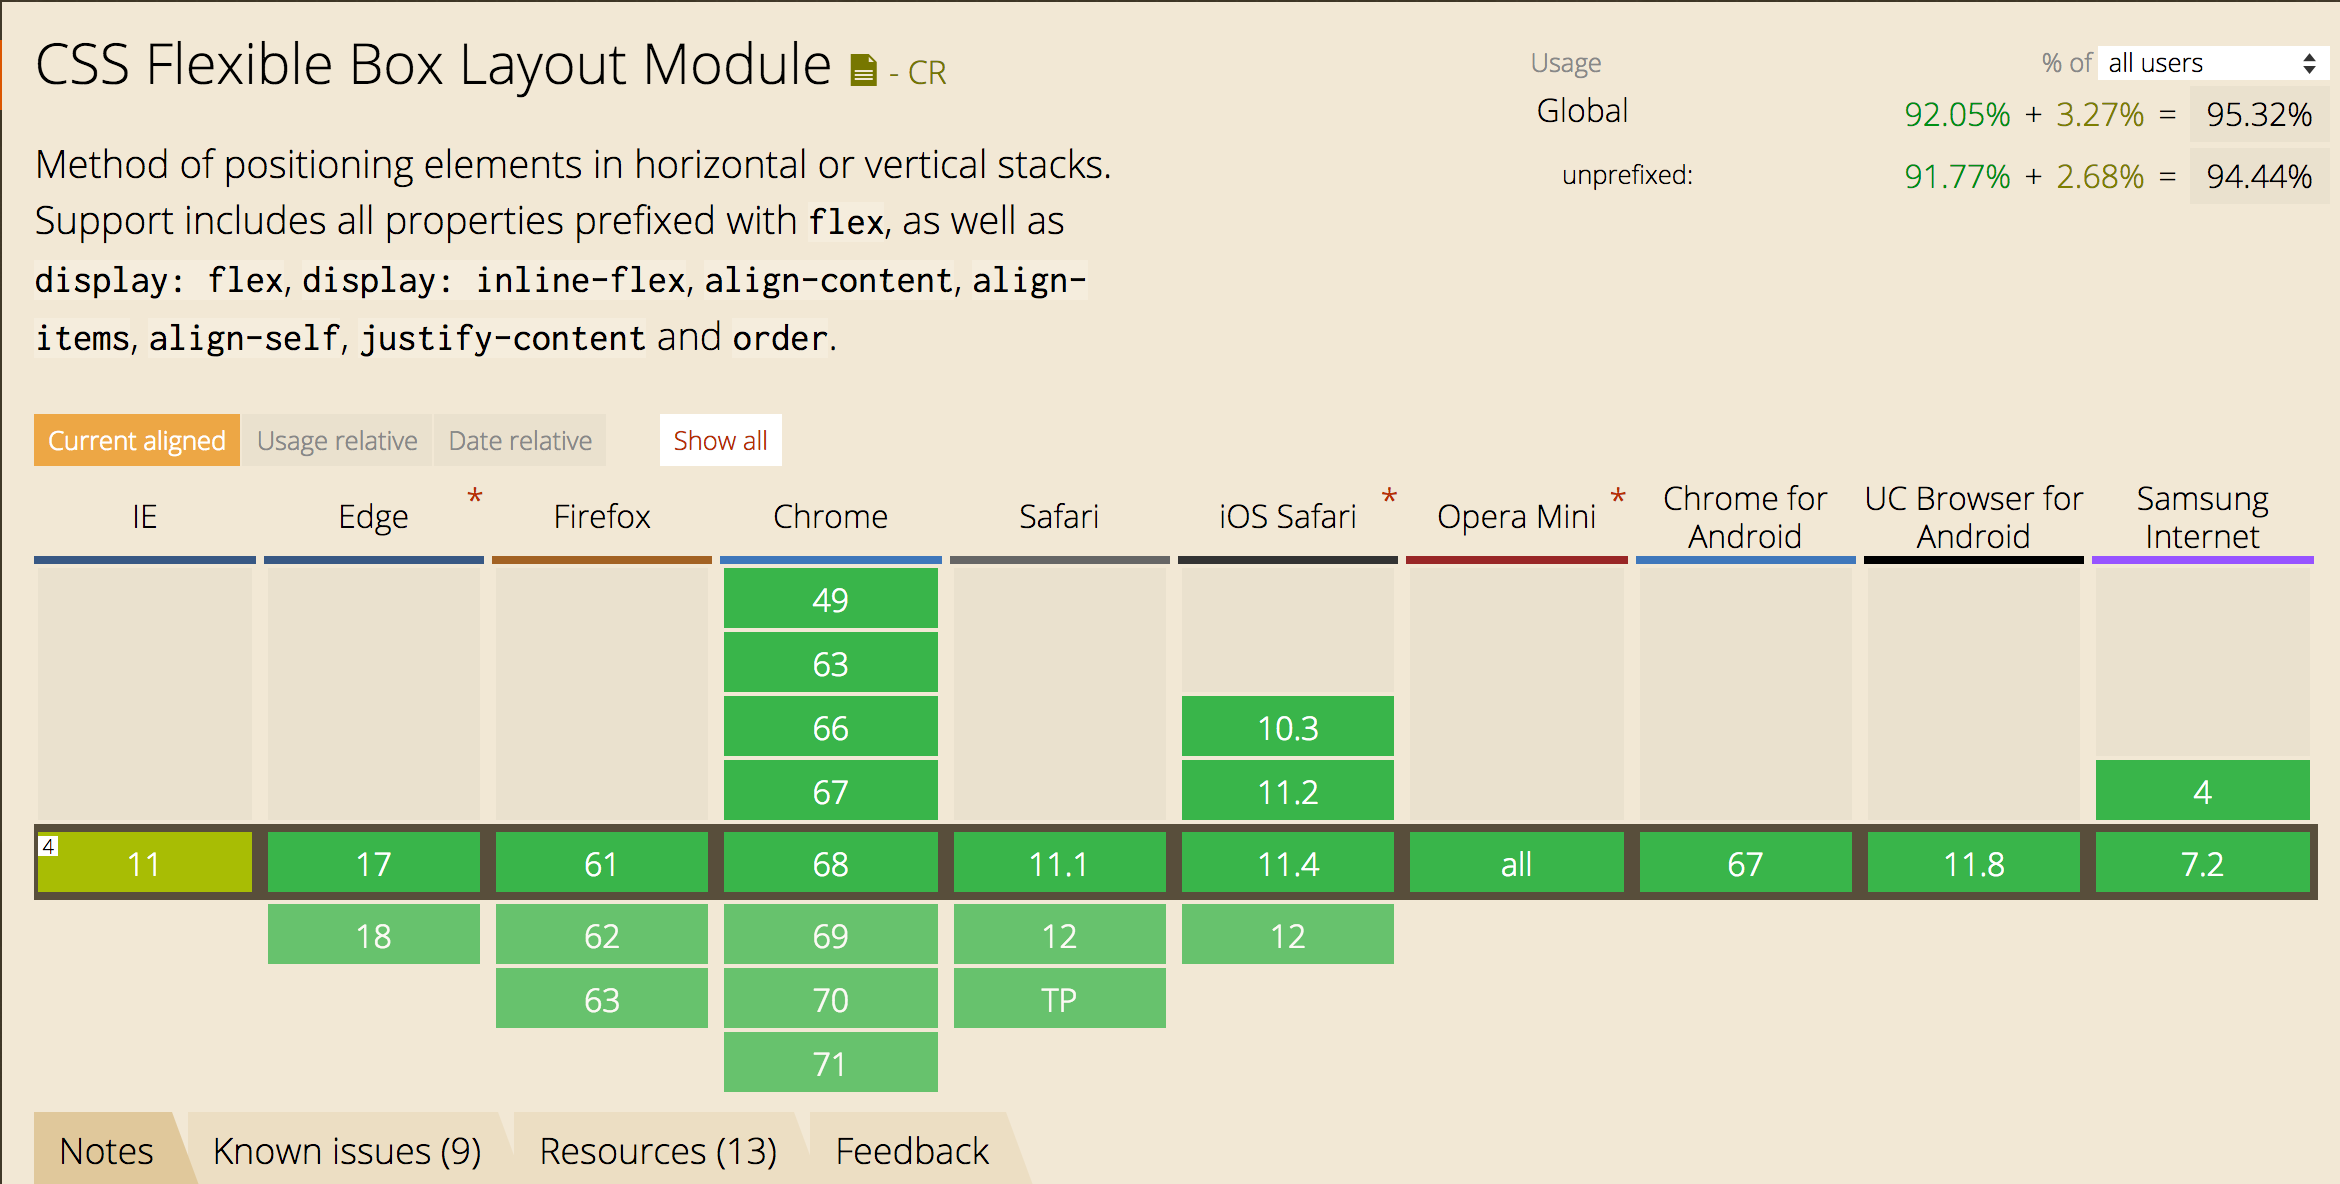 CSS Flexible Box Layout Module - CR
Usage % of all users
Global 92.05% + 3.27% = 95.32%
unprefixed: 91.77% + 2.68% = 94.44%
Method of positioning elements in horizontal or vertical stacks.
Support includes all properties prefixed with flex, as well as
display: flex, display: inline-flex, align-content, align-
items, align-self, justify-content and order.
Current aligned Usage relative Date relative Show all
IE Edge * Firefox Chrome Safari iOS Safari * Opera Mini * Chrome for Android UC Browser for Android Samsung Internet
49
63
66 10.3
67 11.2 4
4 11 17 61 68 11.1 11.4 all 67 11.8 7.2
18 62 69 12 12
63 70 TP
71
Notes Known issues (9) Resources (13) Feedback